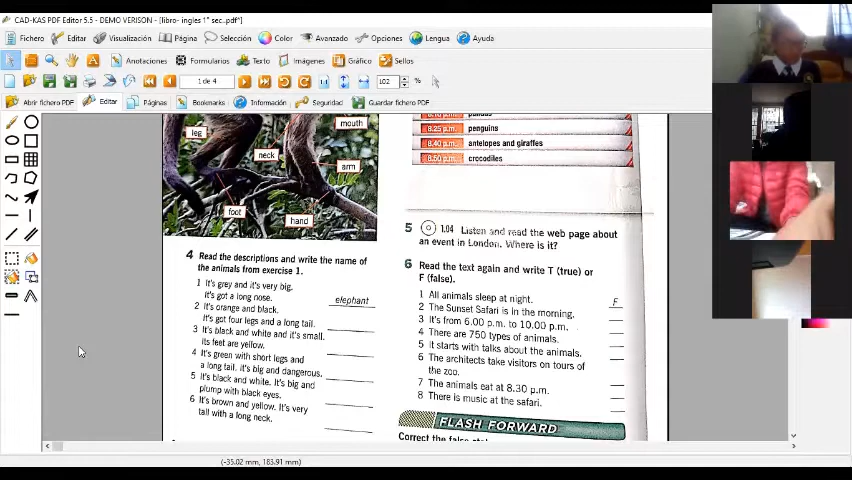 CAD-KAS PDF Editor 5.5 - DEMO VERISON - [libro- ingles 1° sec..pdf*]
Fichero Editar Visualización Página Selección Color Avanzado Opciones Lengua Ayuda
Anotaciones Formularios Texto Imágenes Gráfico Sellos
1 de 4 102 %
Abrir fichero PDF Editar Páginas Bookmarks Información Seguridad Guardar fichero PDF
leg
mouth
neck
arm
foot
hand
4 Read the descriptions and write the name of
the animals from exercise 1.
1 It's grey and it's very big.
It's got a long nose. elephant
2 It's orange and black.
It's got four legs and a long tail.
3 It's black and white and it's small.
Its feet are yellow.
4 It's green with short legs and
a long tail. It's big and dangerous.
5 It's black and white. It's big and
plump with black eyes.
6 It's brown and yellow. It's very
tall with a long neck.
8.10 p.m. pandas
8.25 p.m. penguins
8.40 p.m. antelopes and giraffes
8.50 p.m. crocodiles
5 1.04 Listen and read the web page about
an event in London. Where is it?
6 Read the text again and write T (true) or
F (false).
1 All animals sleep at night. F
2 The Sunset Safari is in the morning.
3 It's from 6.00 p.m. to 10.00 p.m.
4 There are 750 types of animals.
5 It starts with talks about the animals.
6 The architects take visitors on tours of
the zoo.
7 The animals eat at 8.30 p.m.
8 There is music at the safari.
FLASH FORWARD
Correct the false
(-35.02 mm, 183.91 mm)